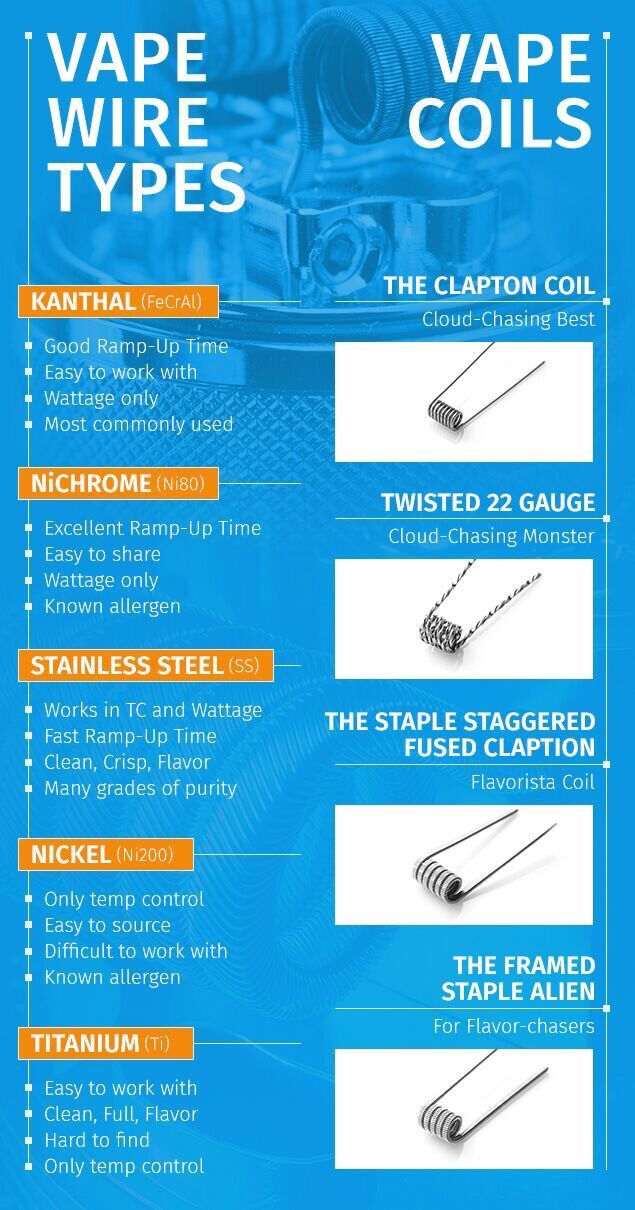 VAPE
WIRE
TYPES
KANTHAL (FeCrAl)
Good Ramp-Up Time
Easy to work with
Wattage only
Most commonly used
NiCHROME (Ni80)
Excellent Ramp-Up Time
Easy to share
Wattage only
Known allergen
STAINLESS STEEL (SS)
Works in TC and Wattage
Fast Ramp-Up Time
Clean, Crisp, Flavor
Many grades of purity
NICKEL (Ni200)
Only temp control
Easy to source
Difficult to work with
Known allergen
TITANIUM (Ti)
Easy to work with
Clean, Full, Flavor
Hard to find
Only temp control
VAPE
COILS
THE CLAPTON COIL
Cloud-Chasing Best
TWISTED 22 GAUGE
Cloud-Chasing Monster
THE STAPLE STAGGERED
FUSED CLAPTION
Flavorista Coil
THE FRAMED
STAPLE ALIEN
For Flavor-chasers